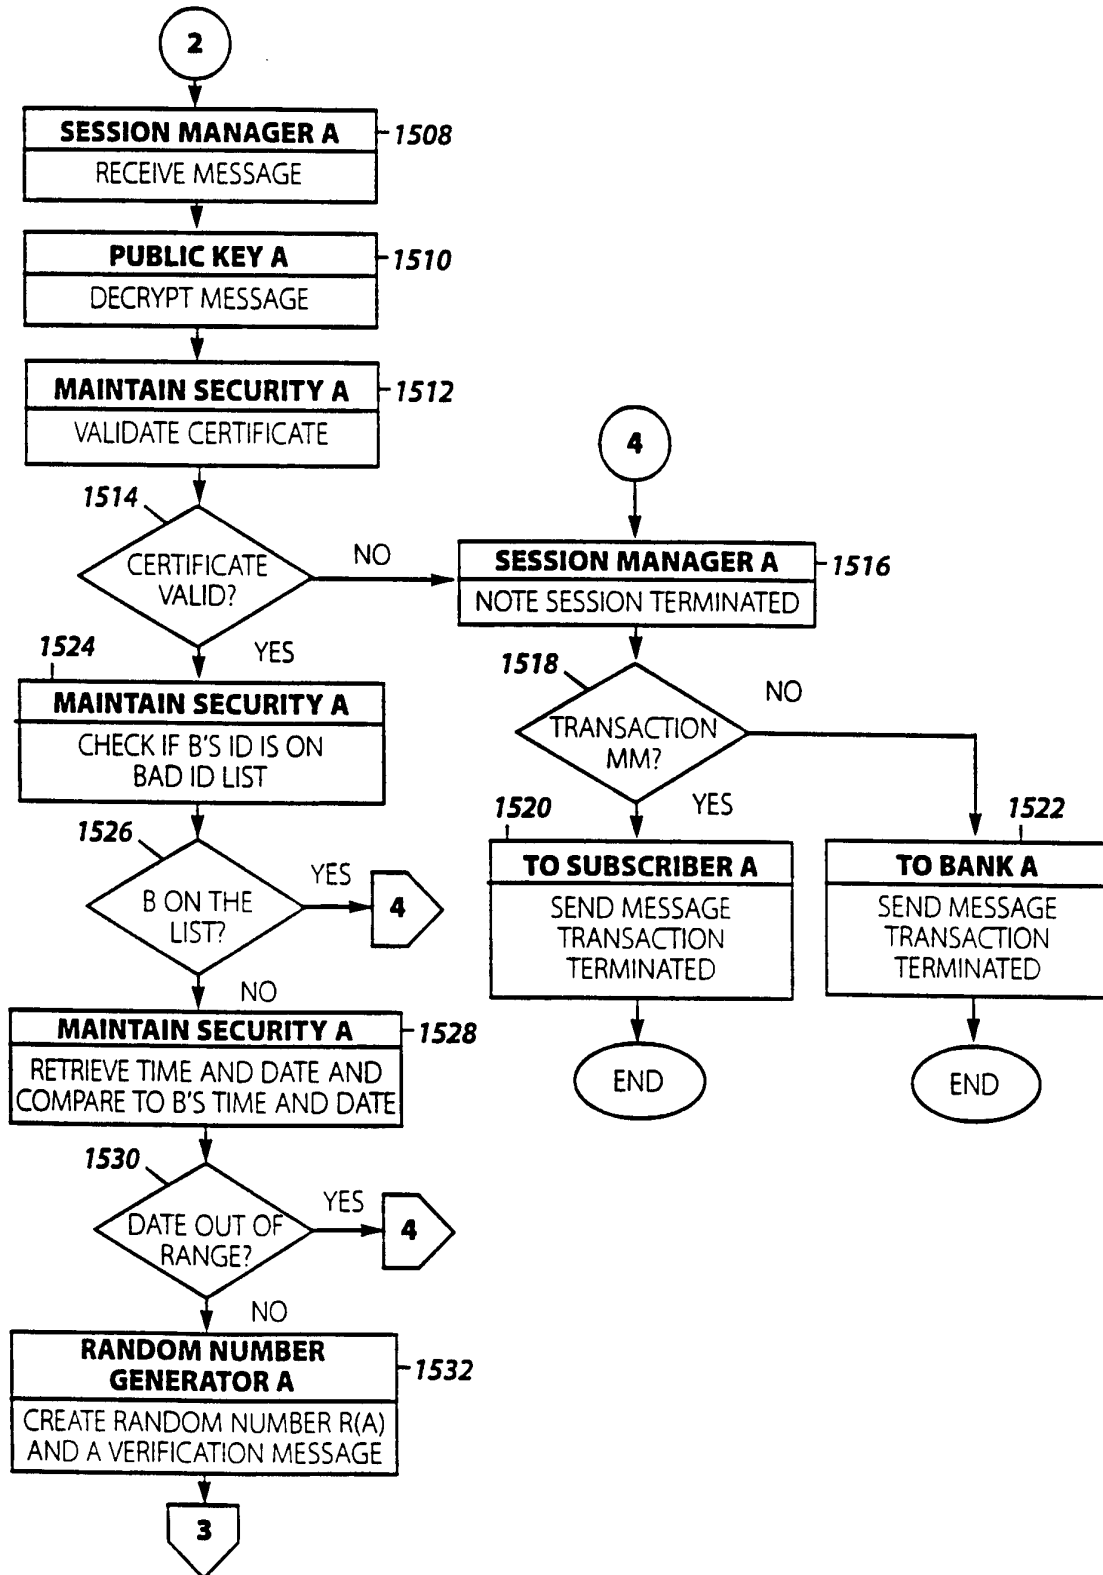 2
SESSION MANAGER A
1508
RECEIVE MESSAGE
PUBLIC KEY A
1510
DECRYPT MESSAGE
MAINTAIN SECURITY A
1512
VALIDATE CERTIFICATE
1514
CERTIFICATE
VALID?
NO
YES
4
SESSION MANAGER A
1516
NOTE SESSION TERMINATED
1518
TRANSACTION
MM?
NO
YES
1520
TO SUBSCRIBER A
SEND MESSAGE
TRANSACTION
TERMINATED
END
1522
TO BANK A
SEND MESSAGE
TRANSACTION
TERMINATED
END
1524
MAINTAIN SECURITY A
CHECK IF B'S ID IS ON
BAD ID LIST
1526
B ON THE
LIST?
YES
4
NO
MAINTAIN SECURITY A
1528
RETRIEVE TIME AND DATE AND
COMPARE TO B'S TIME AND DATE
1530
DATE OUT OF
RANGE?
YES
4
NO
RANDOM NUMBER
GENERATOR A
1532
CREATE RANDOM NUMBER R(A)
AND A VERIFICATION MESSAGE
3